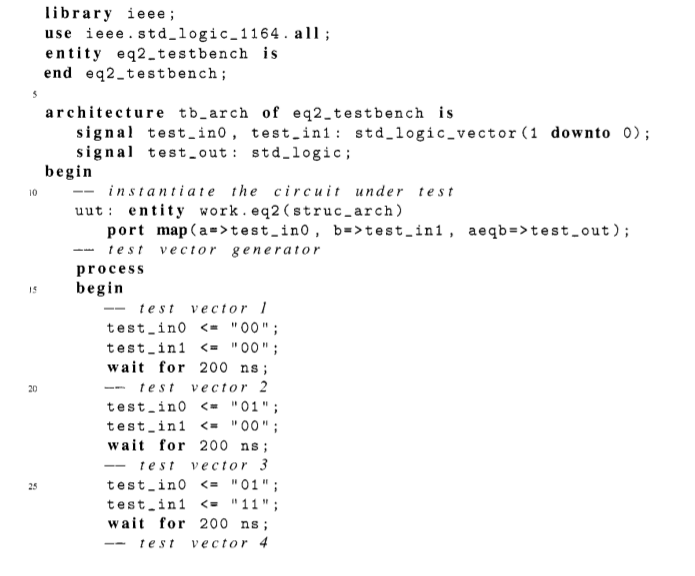 library ieee;
use ieee.std_logic_1164.all;
entity eq2_testbench is
end eq2_testbench;
5
architecture tb_arch of eq2_testbench is
signal test_in0, test_in1: std_logic_vector(1 downto 0);
signal test_out: std_logic;
begin
10 -- instantiate the circuit under test
uut: entity work.eq2(struc_arch)
port map(a=>test_in0, b=>test_in1, aeqb=>test_out);
-- test vector generator
process
15 begin
-- test vector 1
test_in0 <= "00";
test_in1 <= "00";
wait for 200 ns;
20 -- test vector 2
test_in0 <= "01";
test_in1 <= "00";
wait for 200 ns;
-- test vector 3
25 test_in0 <= "01";
test_in1 <= "11";
wait for 200 ns;
-- test vector 4